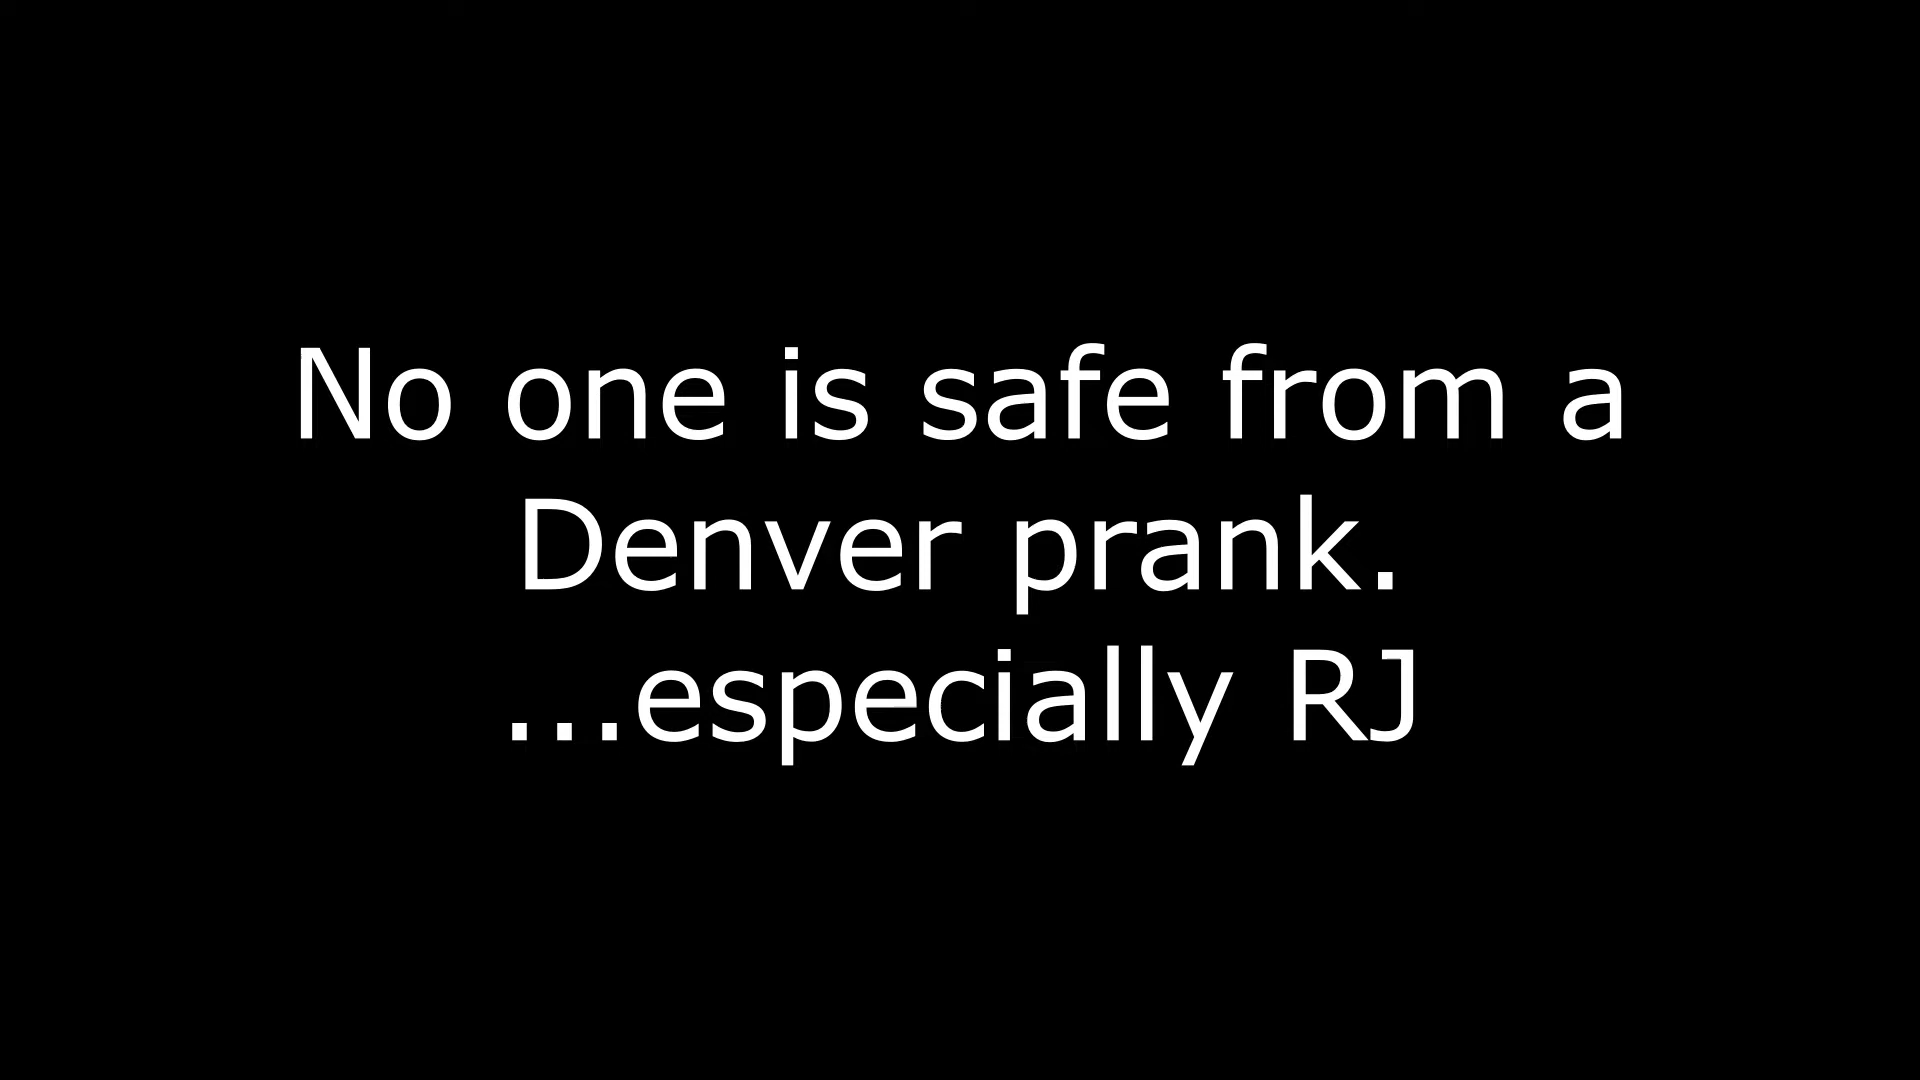 No one is safe from a
Denver prank.
...especially RJ